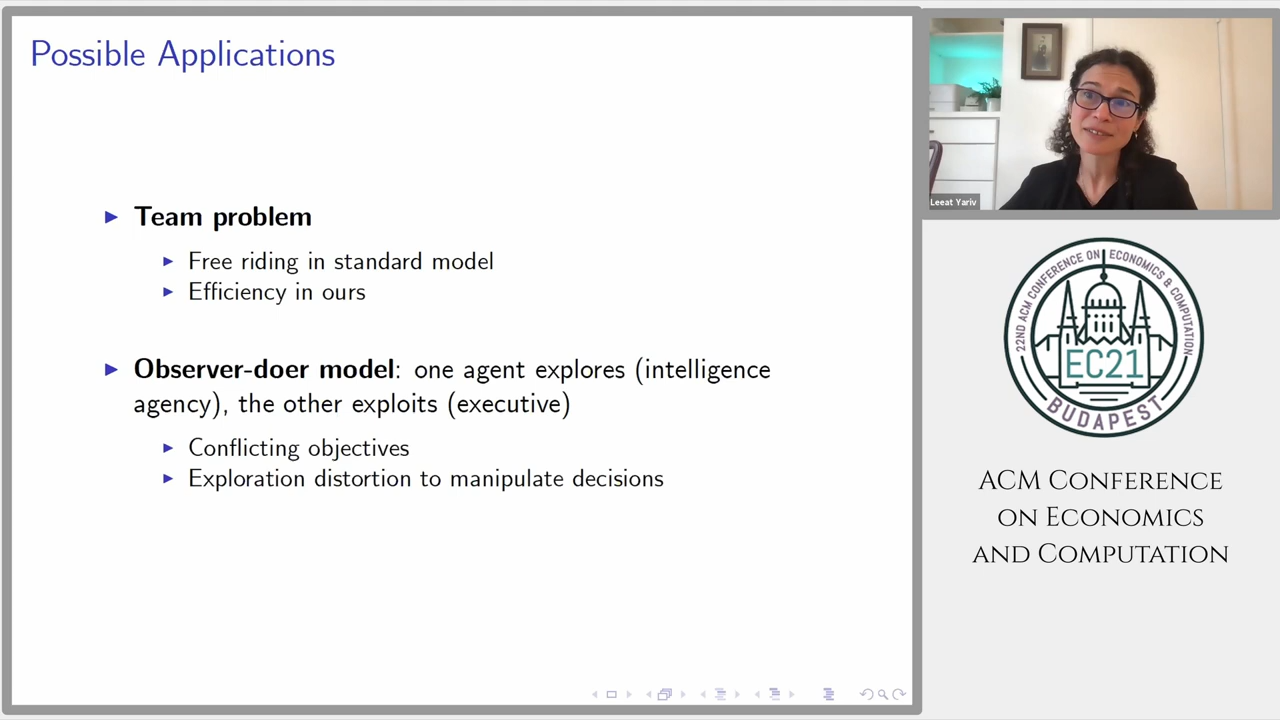 Possible Applications
Team problem
Free riding in standard model
Efficiency in ours
Observer-doer model: one agent explores (intelligence
agency), the other exploits (executive)
Conflicting objectives
Exploration distortion to manipulate decisions
Leeat Yariv
22ND ACM CONFERENCE ON ECONOMICS & COMPUTATION
EC21
BUDAPEST
ACM Conference
on Economics
and Computation